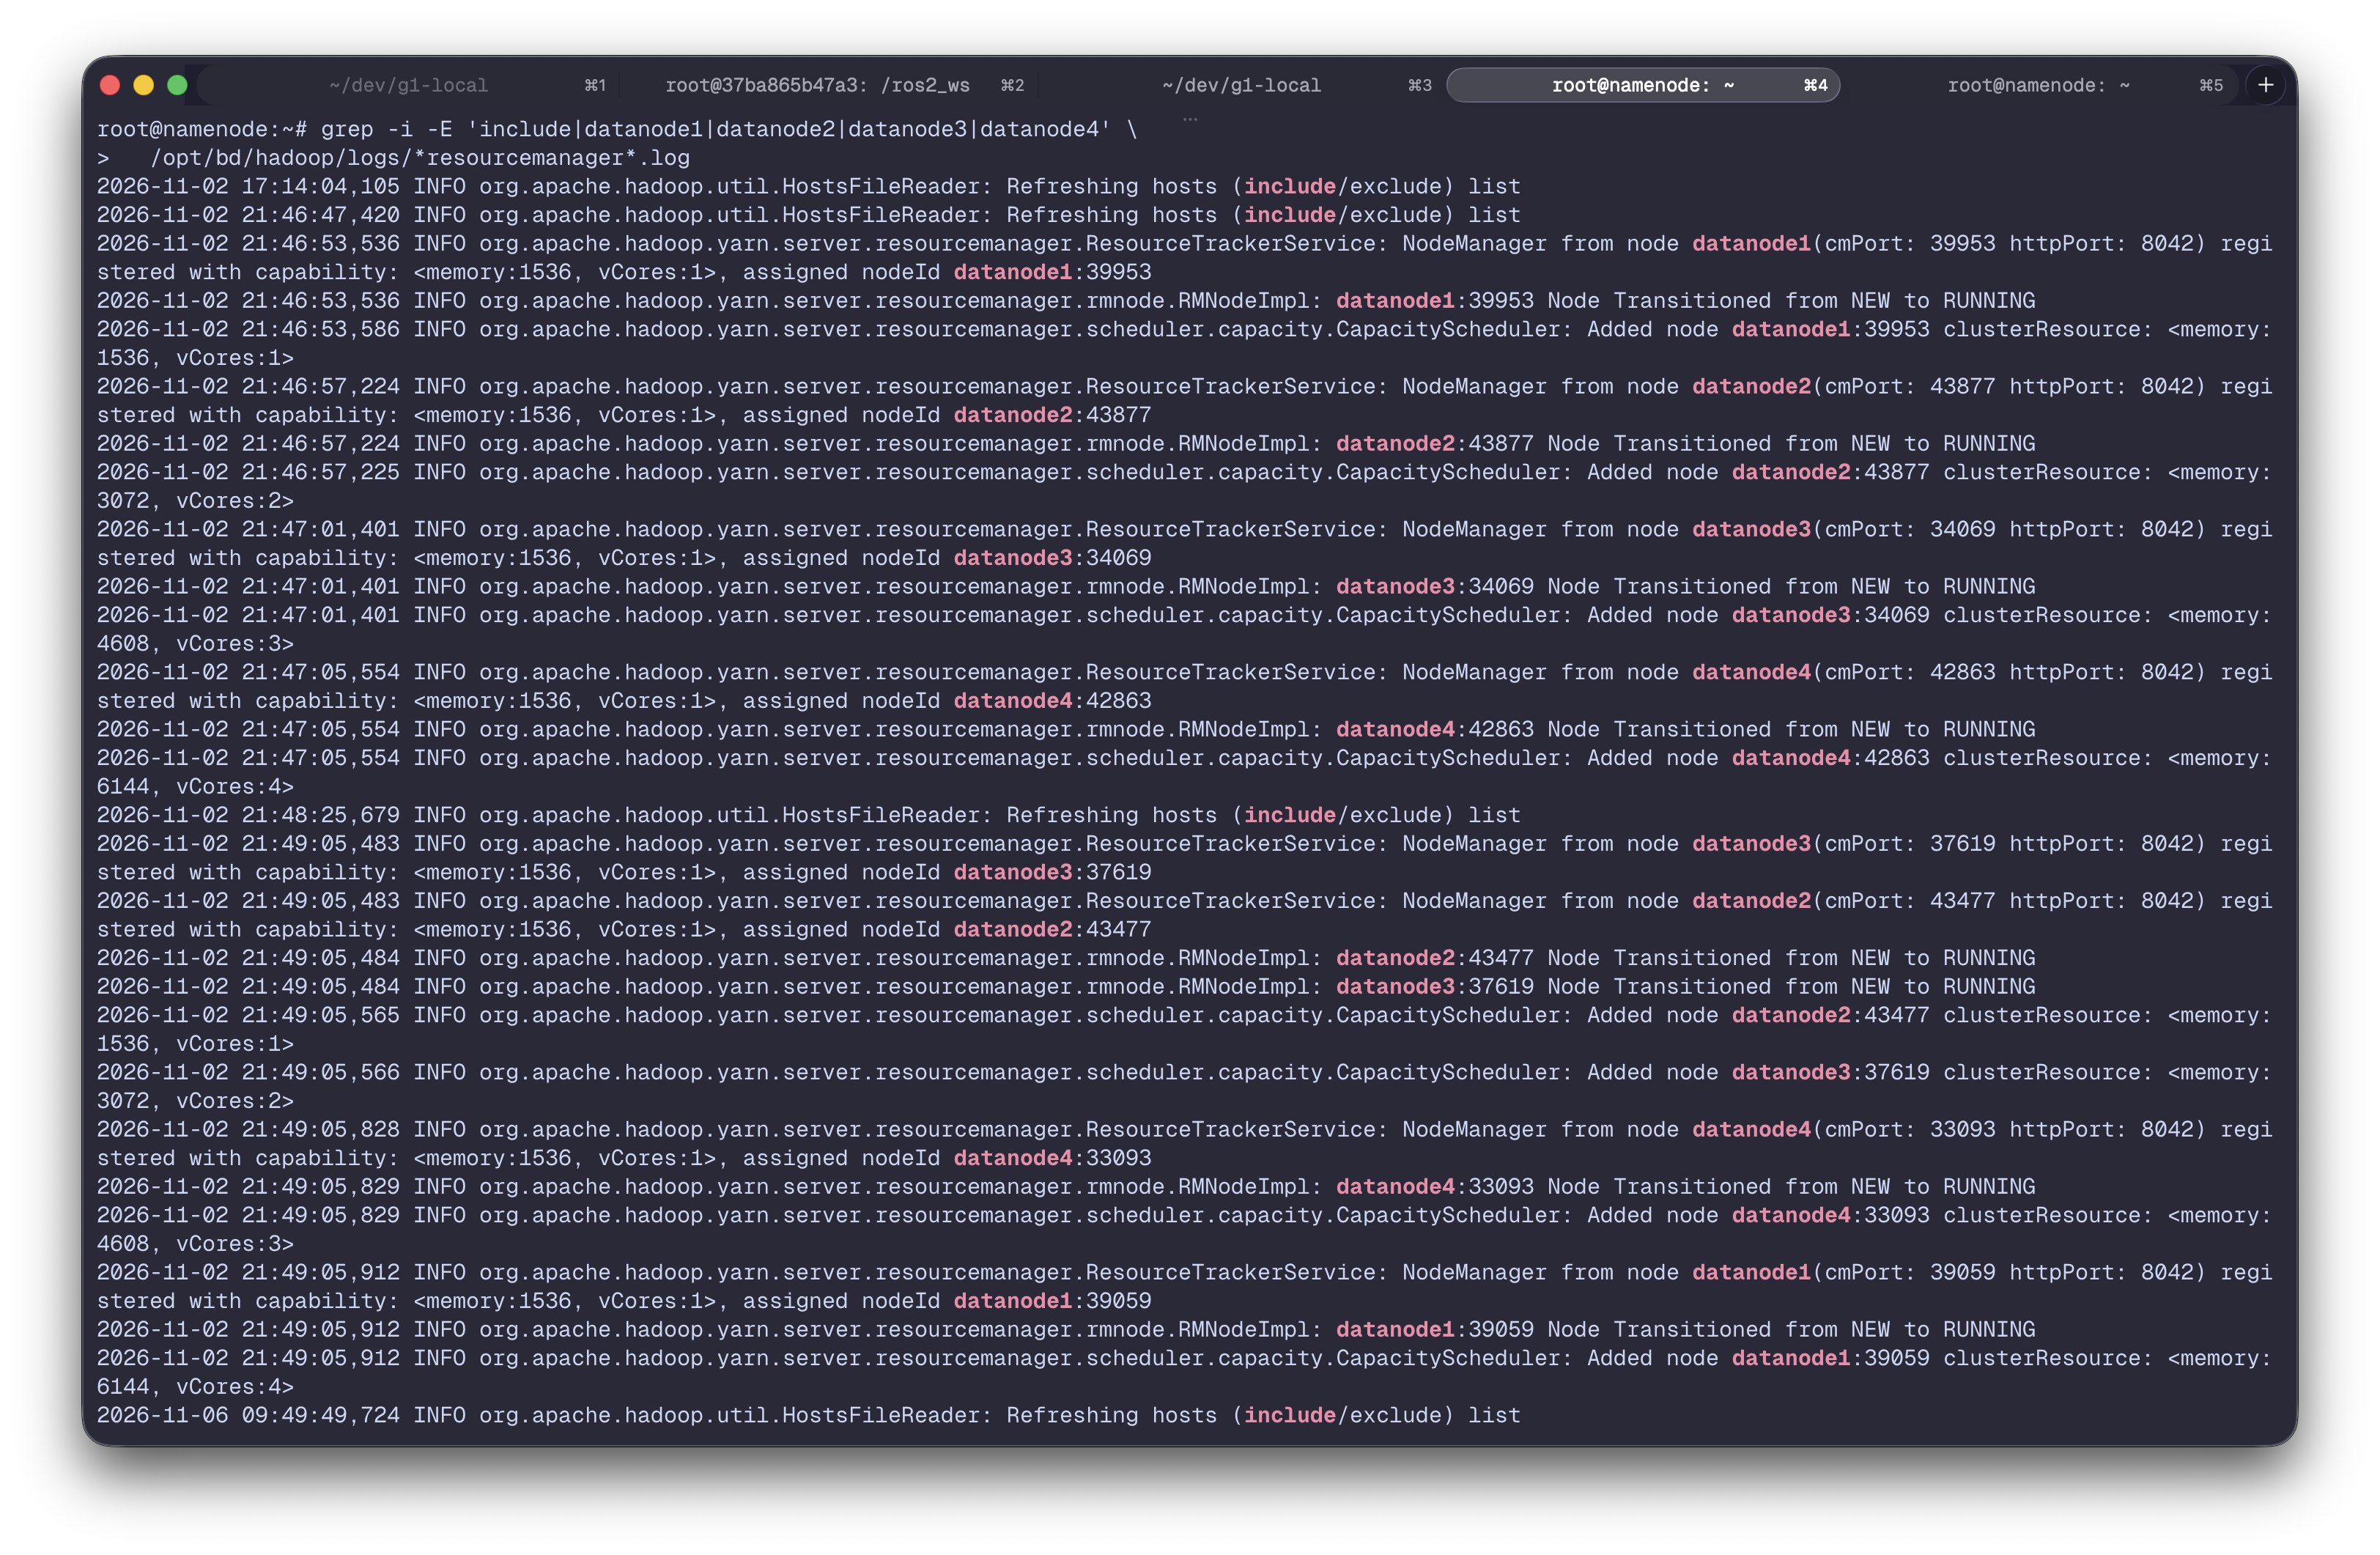 ~/dev/g1-local ⌘1 root@37ba865b47a3: /ros2_ws ⌘2 ~/dev/g1-local ⌘3 root@namenode: ~ ⌘4 root@namenode: ~ ⌘5 +
root@namenode:~# grep -i -E 'include|datanode1|datanode2|datanode3|datanode4' \
>   /opt/bd/hadoop/logs/*resourcemanager*.log
2026-11-02 17:14:04,105 INFO org.apache.hadoop.util.HostsFileReader: Refreshing hosts (include/exclude) list
2026-11-02 21:46:47,420 INFO org.apache.hadoop.util.HostsFileReader: Refreshing hosts (include/exclude) list
2026-11-02 21:46:53,536 INFO org.apache.hadoop.yarn.server.resourcemanager.ResourceTrackerService: NodeManager from node datanode1(cmPort: 39953 httpPort: 8042) regi
stered with capability: <memory:1536, vCores:1>, assigned nodeId datanode1:39953
2026-11-02 21:46:53,536 INFO org.apache.hadoop.yarn.server.resourcemanager.rmnode.RMNodeImpl: datanode1:39953 Node Transitioned from NEW to RUNNING
2026-11-02 21:46:53,586 INFO org.apache.hadoop.yarn.server.resourcemanager.scheduler.capacity.CapacityScheduler: Added node datanode1:39953 clusterResource: <memory:
1536, vCores:1>
2026-11-02 21:46:57,224 INFO org.apache.hadoop.yarn.server.resourcemanager.ResourceTrackerService: NodeManager from node datanode2(cmPort: 43877 httpPort: 8042) regi
stered with capability: <memory:1536, vCores:1>, assigned nodeId datanode2:43877
2026-11-02 21:46:57,224 INFO org.apache.hadoop.yarn.server.resourcemanager.rmnode.RMNodeImpl: datanode2:43877 Node Transitioned from NEW to RUNNING
2026-11-02 21:46:57,225 INFO org.apache.hadoop.yarn.server.resourcemanager.scheduler.capacity.CapacityScheduler: Added node datanode2:43877 clusterResource: <memory:
3072, vCores:2>
2026-11-02 21:47:01,401 INFO org.apache.hadoop.yarn.server.resourcemanager.ResourceTrackerService: NodeManager from node datanode3(cmPort: 34069 httpPort: 8042) regi
stered with capability: <memory:1536, vCores:1>, assigned nodeId datanode3:34069
2026-11-02 21:47:01,401 INFO org.apache.hadoop.yarn.server.resourcemanager.rmnode.RMNodeImpl: datanode3:34069 Node Transitioned from NEW to RUNNING
2026-11-02 21:47:01,401 INFO org.apache.hadoop.yarn.server.resourcemanager.scheduler.capacity.CapacityScheduler: Added node datanode3:34069 clusterResource: <memory:
4608, vCores:3>
2026-11-02 21:47:05,554 INFO org.apache.hadoop.yarn.server.resourcemanager.ResourceTrackerService: NodeManager from node datanode4(cmPort: 42863 httpPort: 8042) regi
stered with capability: <memory:1536, vCores:1>, assigned nodeId datanode4:42863
2026-11-02 21:47:05,554 INFO org.apache.hadoop.yarn.server.resourcemanager.rmnode.RMNodeImpl: datanode4:42863 Node Transitioned from NEW to RUNNING
2026-11-02 21:47:05,554 INFO org.apache.hadoop.yarn.server.resourcemanager.scheduler.capacity.CapacityScheduler: Added node datanode4:42863 clusterResource: <memory:
6144, vCores:4>
2026-11-02 21:48:25,679 INFO org.apache.hadoop.util.HostsFileReader: Refreshing hosts (include/exclude) list
2026-11-02 21:49:05,483 INFO org.apache.hadoop.yarn.server.resourcemanager.ResourceTrackerService: NodeManager from node datanode3(cmPort: 37619 httpPort: 8042) regi
stered with capability: <memory:1536, vCores:1>, assigned nodeId datanode3:37619
2026-11-02 21:49:05,483 INFO org.apache.hadoop.yarn.server.resourcemanager.ResourceTrackerService: NodeManager from node datanode2(cmPort: 43477 httpPort: 8042) regi
stered with capability: <memory:1536, vCores:1>, assigned nodeId datanode2:43477
2026-11-02 21:49:05,484 INFO org.apache.hadoop.yarn.server.resourcemanager.rmnode.RMNodeImpl: datanode2:43477 Node Transitioned from NEW to RUNNING
2026-11-02 21:49:05,484 INFO org.apache.hadoop.yarn.server.resourcemanager.rmnode.RMNodeImpl: datanode3:37619 Node Transitioned from NEW to RUNNING
2026-11-02 21:49:05,565 INFO org.apache.hadoop.yarn.server.resourcemanager.scheduler.capacity.CapacityScheduler: Added node datanode2:43477 clusterResource: <memory:
1536, vCores:1>
2026-11-02 21:49:05,566 INFO org.apache.hadoop.yarn.server.resourcemanager.scheduler.capacity.CapacityScheduler: Added node datanode3:37619 clusterResource: <memory:
3072, vCores:2>
2026-11-02 21:49:05,828 INFO org.apache.hadoop.yarn.server.resourcemanager.ResourceTrackerService: NodeManager from node datanode4(cmPort: 33093 httpPort: 8042) regi
stered with capability: <memory:1536, vCores:1>, assigned nodeId datanode4:33093
2026-11-02 21:49:05,829 INFO org.apache.hadoop.yarn.server.resourcemanager.rmnode.RMNodeImpl: datanode4:33093 Node Transitioned from NEW to RUNNING
2026-11-02 21:49:05,829 INFO org.apache.hadoop.yarn.server.resourcemanager.scheduler.capacity.CapacityScheduler: Added node datanode4:33093 clusterResource: <memory:
4608, vCores:3>
2026-11-02 21:49:05,912 INFO org.apache.hadoop.yarn.server.resourcemanager.ResourceTrackerService: NodeManager from node datanode1(cmPort: 39059 httpPort: 8042) regi
stered with capability: <memory:1536, vCores:1>, assigned nodeId datanode1:39059
2026-11-02 21:49:05,912 INFO org.apache.hadoop.yarn.server.resourcemanager.rmnode.RMNodeImpl: datanode1:39059 Node Transitioned from NEW to RUNNING
2026-11-02 21:49:05,912 INFO org.apache.hadoop.yarn.server.resourcemanager.scheduler.capacity.CapacityScheduler: Added node datanode1:39059 clusterResource: <memory:
6144, vCores:4>
2026-11-06 09:49:49,724 INFO org.apache.hadoop.util.HostsFileReader: Refreshing hosts (include/exclude) list